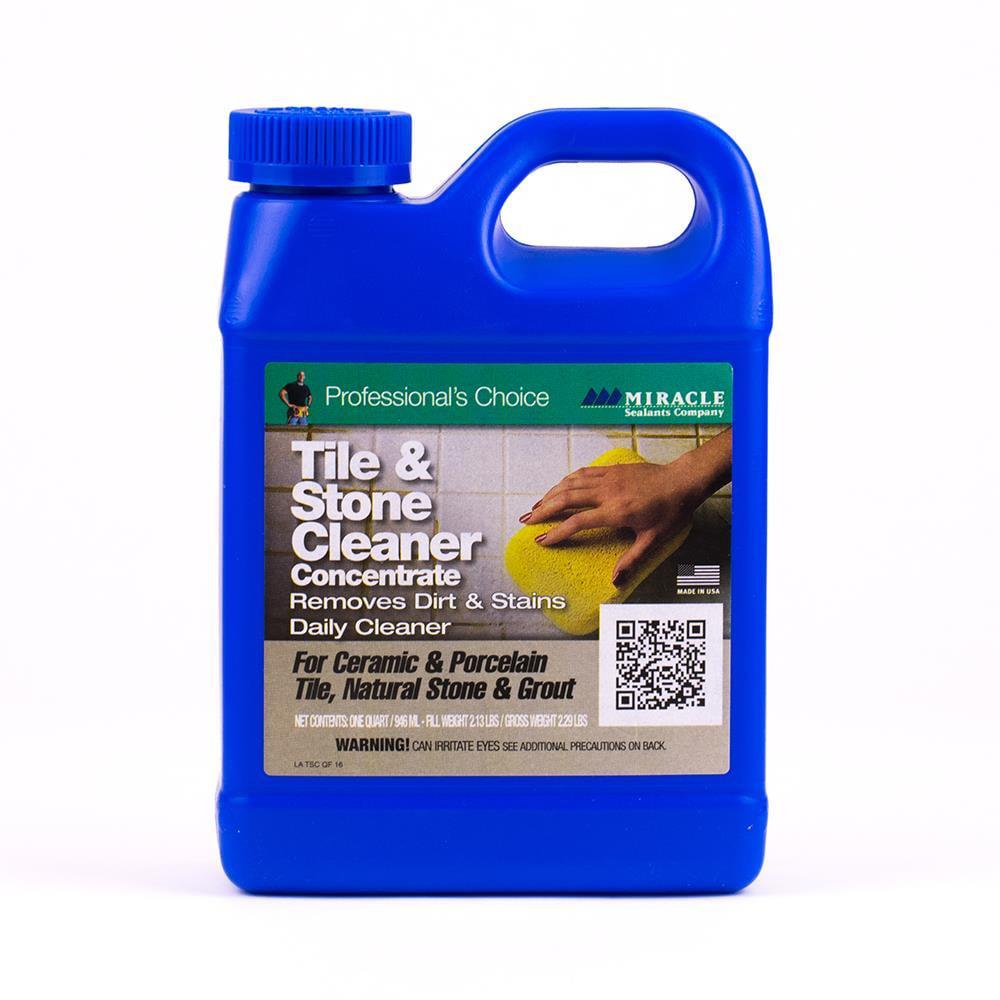 Professional's Choice
MIRACLE
Sealants Company
Tile &
Stone
Cleaner
Concentrate
Removes Dirt & Stains
Daily Cleaner
MADE IN USA
For Ceramic & Porcelain
Tile, Natural Stone & Grout
NET CONTENTS: ONE QUART / 946 ML - FILL WEIGHT 2.13 LBS / GROSS WEIGHT 2.29 LBS
WARNING! CAN IRRITATE EYES SEE ADDITIONAL PRECAUTIONS ON BACK.
LA TSC QF 16